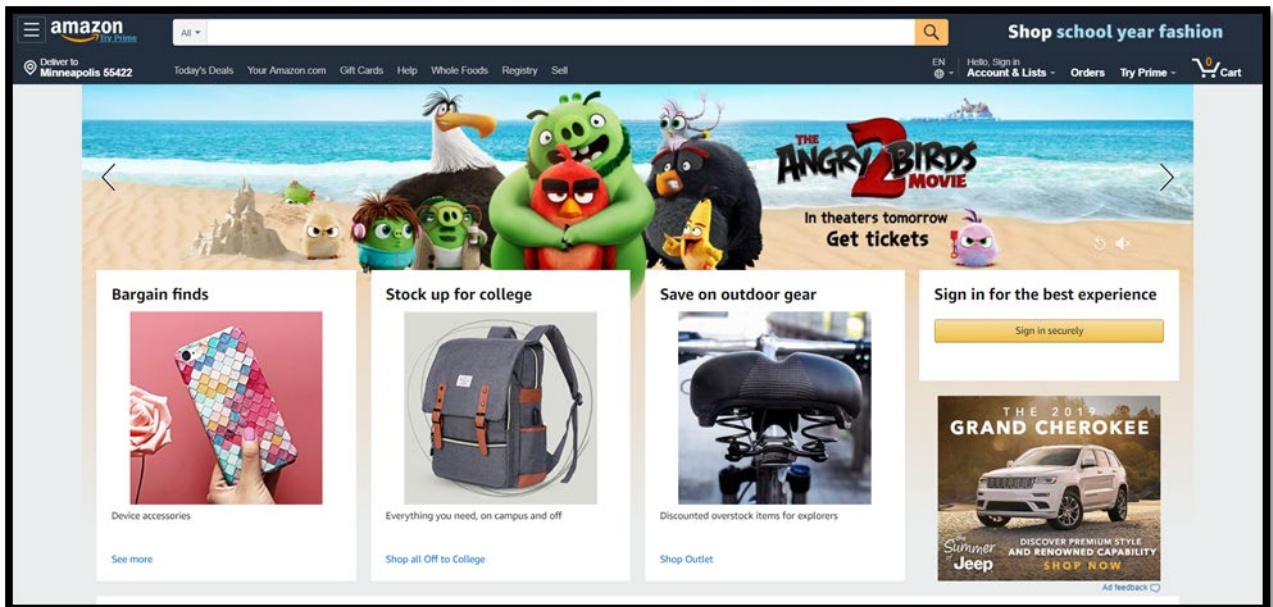 amazon
Try Prime
All
Shop school year fashion
Deliver to
Minneapolis 55422
Today's Deals Your Amazon.com Gift Cards Help Whole Foods Registry Sell
EN
Hello, Sign in
Account & Lists
Orders
Try Prime
0
Cart
THE
ANGRY BIRDS
2
MOVIE
In theaters tomorrow
Get tickets
Bargain finds
Device accessories
See more
Stock up for college
Everything you need, on campus and off
Shop all Off to College
Save on outdoor gear
Discounted overstock items for explorers
Shop Outlet
Sign in for the best experience
Sign in securely
THE 2019
GRAND CHEROKEE
the
Summer
of
Jeep
DISCOVER PREMIUM STYLE
AND RENOWNED CAPABILITY
SHOP NOW
Ad feedback